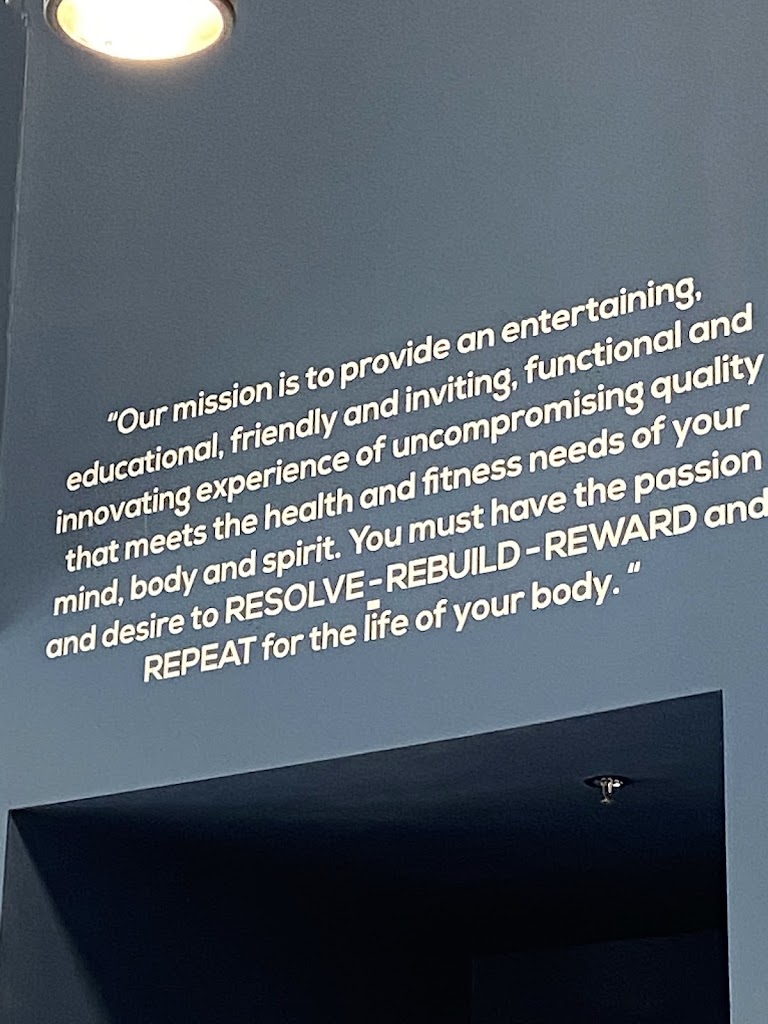 “Our mission is to provide an entertaining,
educational, friendly and inviting, functional and
innovating experience of uncompromising quality
that meets the health and fitness needs of your
mind, body and spirit. You must have the passion
and desire to RESOLVE - REBUILD - REWARD and
REPEAT for the life of your body. “